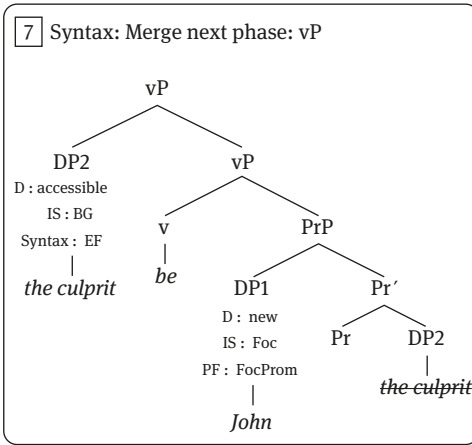 7 Syntax: Merge next phase: vP
vP
DP2 vP
D : accessible
IS : BG v PrP
Syntax : EF
the culprit be DP1 Pr′
D : new
IS : Foc Pr DP2
PF : FocProm
the culprit
John